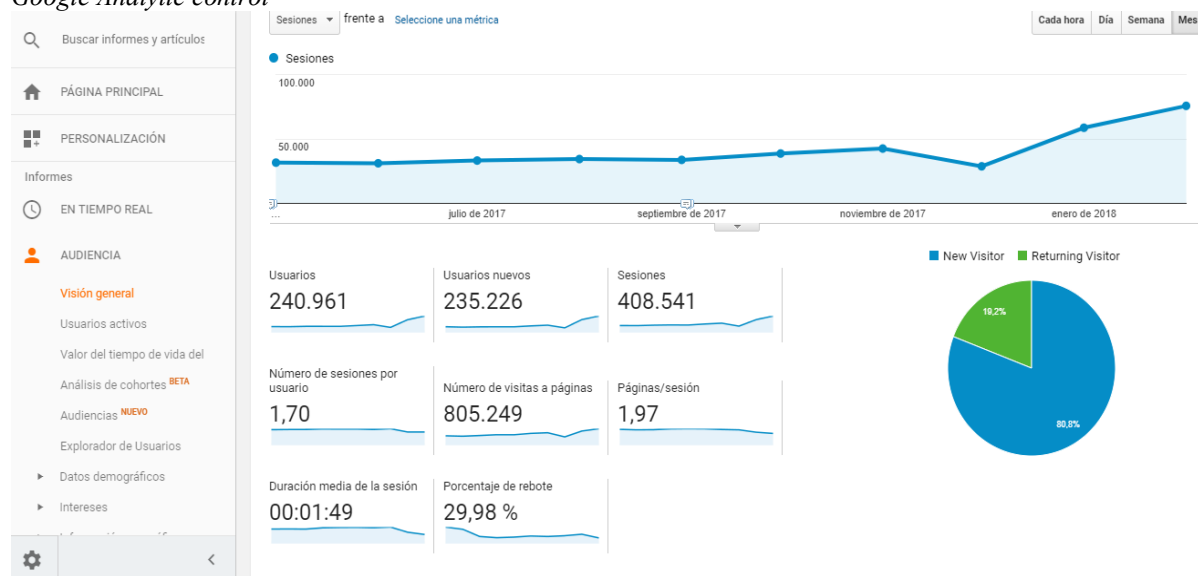 Google Analytic control
Buscar informes y artículos
PÁGINA PRINCIPAL
PERSONALIZACIÓN
Informes
EN TIEMPO REAL
AUDIENCIA
Visión general
Usuarios activos
Valor del tiempo de vida del
Análisis de cohortes BETA
Audiencias NUEVO
Explorador de Usuarios
Datos demográficos
Intereses
Sesiones frente a Seleccione una métrica
Cada hora Día Semana Mes
Sesiones
100.000
50.000
... julio de 2017 septiembre de 2017 noviembre de 2017 enero de 2018
Usuarios
240.961
Usuarios nuevos
235.226
Sesiones
408.541
Número de sesiones por
usuario
1,70
Número de visitas a páginas
805.249
Páginas/sesión
1,97
Duración media de la sesión
00:01:49
Porcentaje de rebote
29,98 %
New Visitor Returning Visitor
19,2%
80,8%